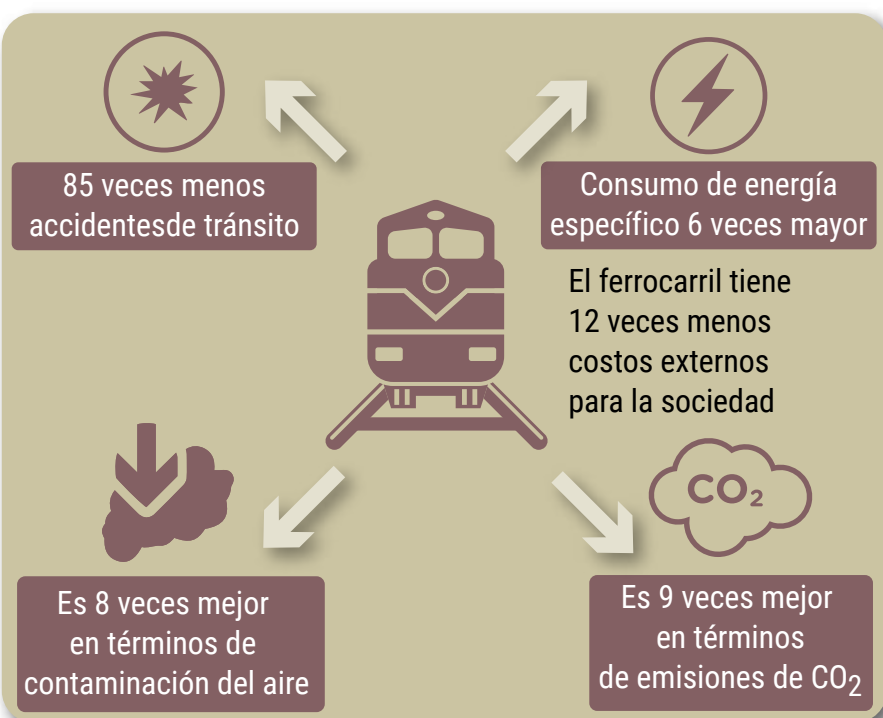 85 veces menos
accidentesde tránsito
Consumo de energía
específico 6 veces mayor
El ferrocarril tiene
12 veces menos
costos externos
para la sociedad
CO₂
Es 8 veces mejor
en términos de
contaminación del aire
Es 9 veces mejor
en términos
de emisiones de CO₂